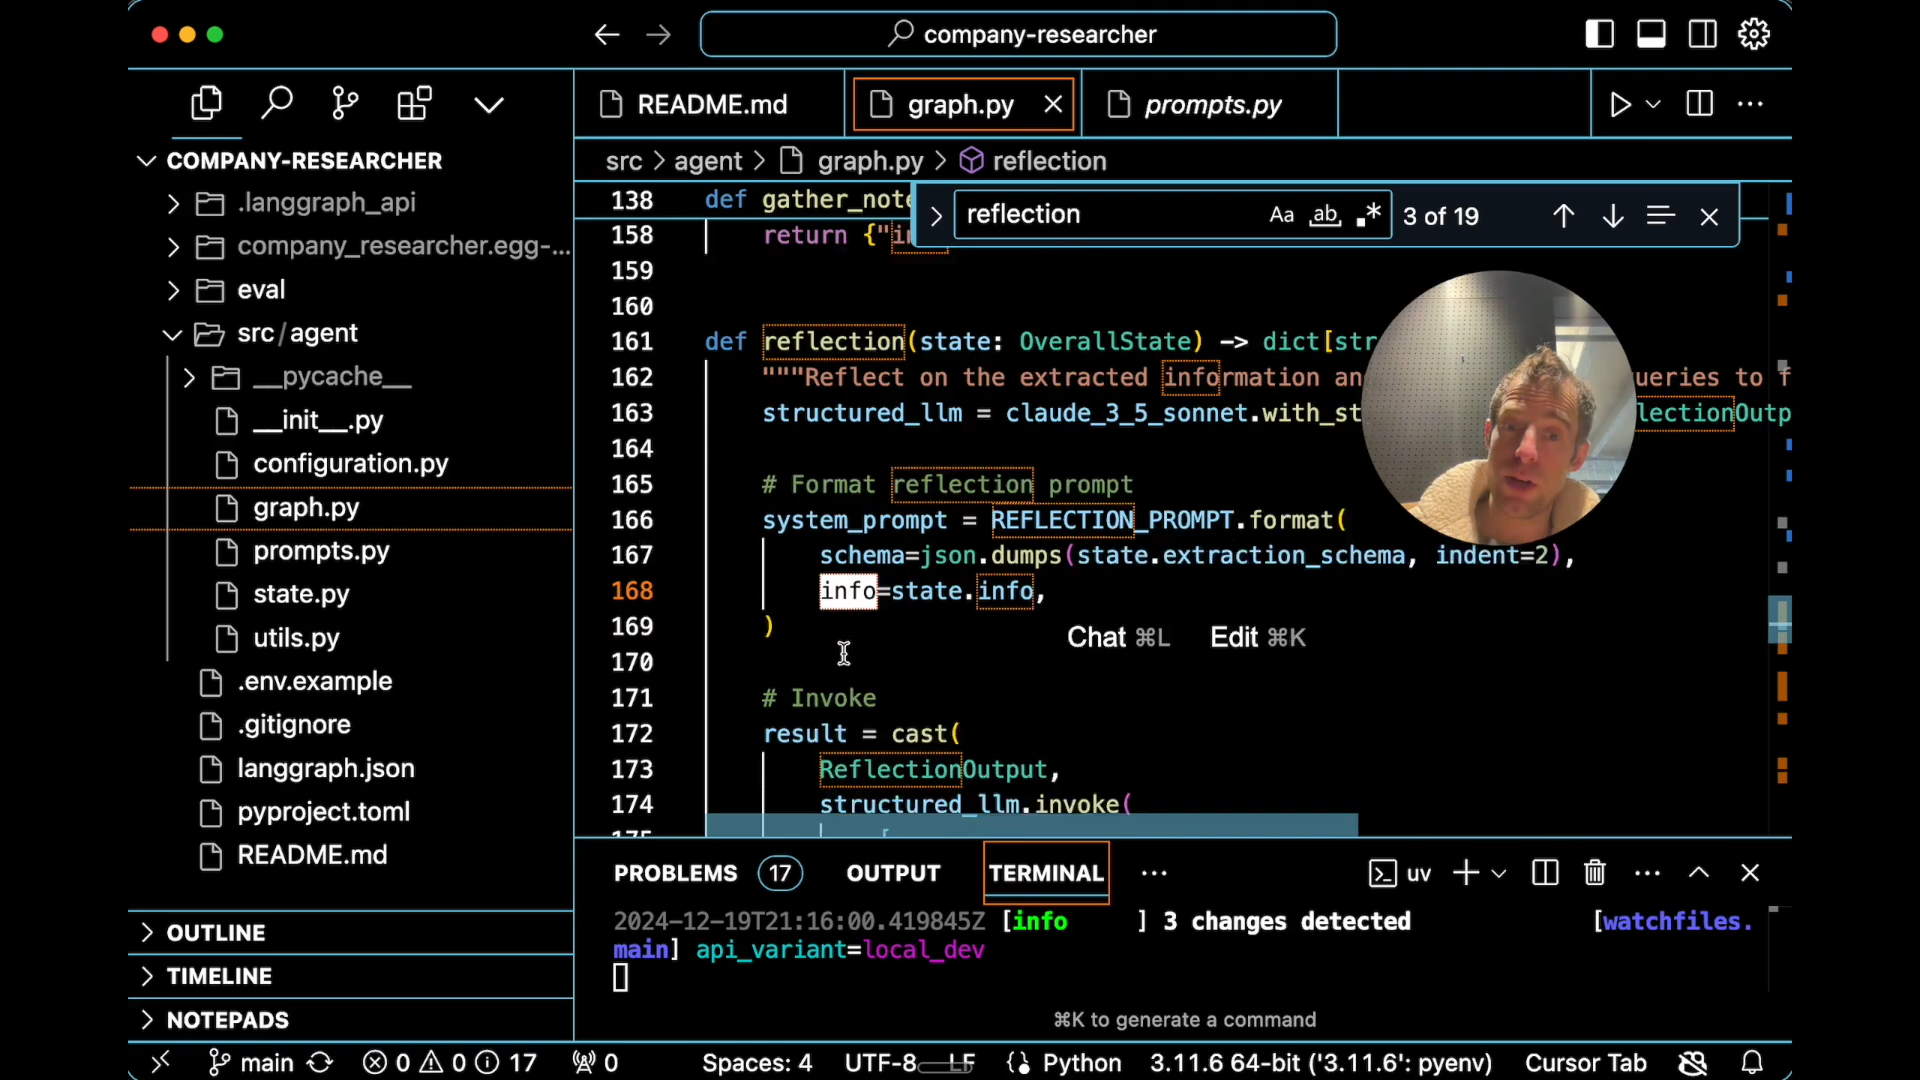 company-researcher
README.md
graph.py
prompts.py
COMPANY-RESEARCHER
.langgraph_api
company_researcher.egg-...
eval
src/agent
__pycache__
__init__.py
configuration.py
graph.py
prompts.py
state.py
utils.py
.env.example
.gitignore
langgraph.json
pyproject.toml
README.md
OUTLINE
TIMELINE
NOTEPADS
src > agent > graph.py > reflection
reflection Aa ab .* 3 of 19
138 def gather_note
158 return {"in
159
160
161 def reflection(state: OverallState) -> dict[str
162 """Reflect on the extracted information an ueries to f
163 structured_llm = claude_3_5_sonnet.with_st lectionOutp
164
165 # Format reflection prompt
166 system_prompt = REFLECTION_PROMPT.format(
167 schema=json.dumps(state.extraction_schema, indent=2),
168 info=state.info,
169 )
Chat ⌘L Edit ⌘K
170
171 # Invoke
172 result = cast(
173 ReflectionOutput,
174 structured_llm.invoke(
175 [
PROBLEMS 17 OUTPUT TERMINAL ... uv
2024-12-19T21:16:00.419845Z [info ] 3 changes detected [watchfiles.
main] api_variant=local_dev
⌘K to generate a command
main 0 0 17 0 Spaces: 4 UTF-8 LF Python 3.11.6 64-bit ('3.11.6': pyenv) Cursor Tab